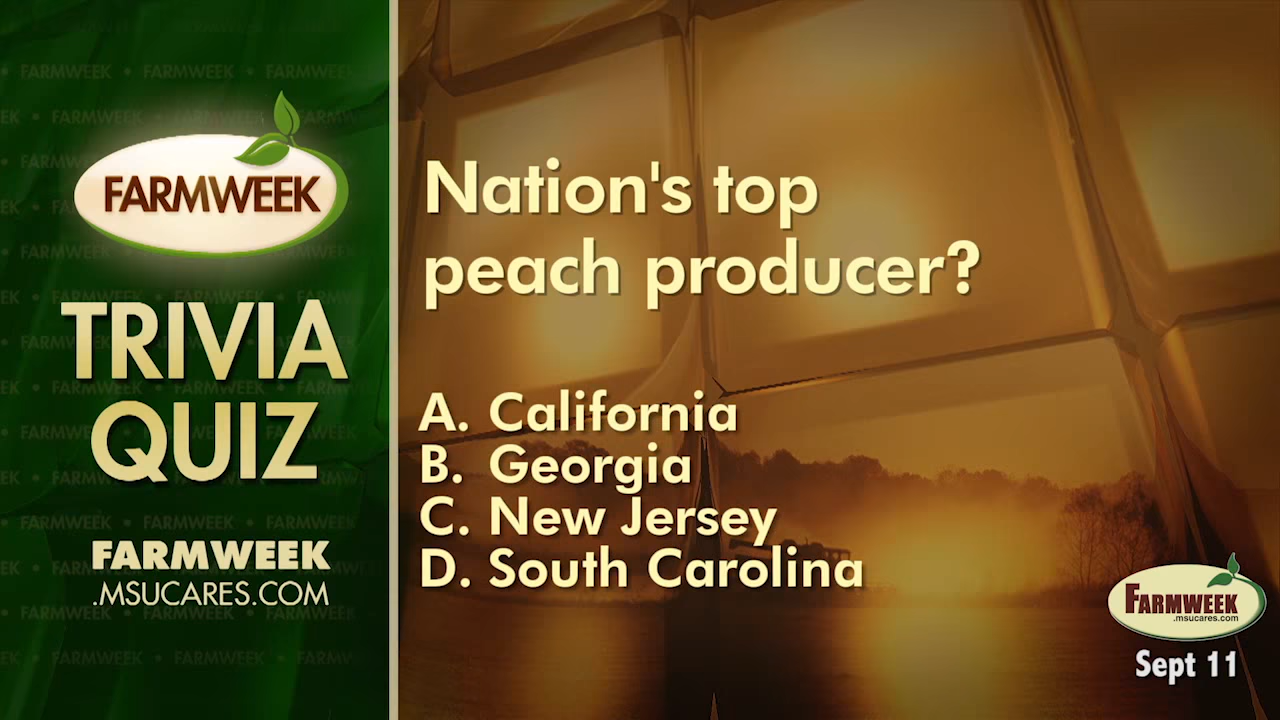 FARMWEEK
TRIVIA
QUIZ
FARMWEEK
.MSUCARES.COM
Nation's top
peach producer?
A. California
B. Georgia
C. New Jersey
D. South Carolina
FARMWEEK
.msucares.com
Sept 11